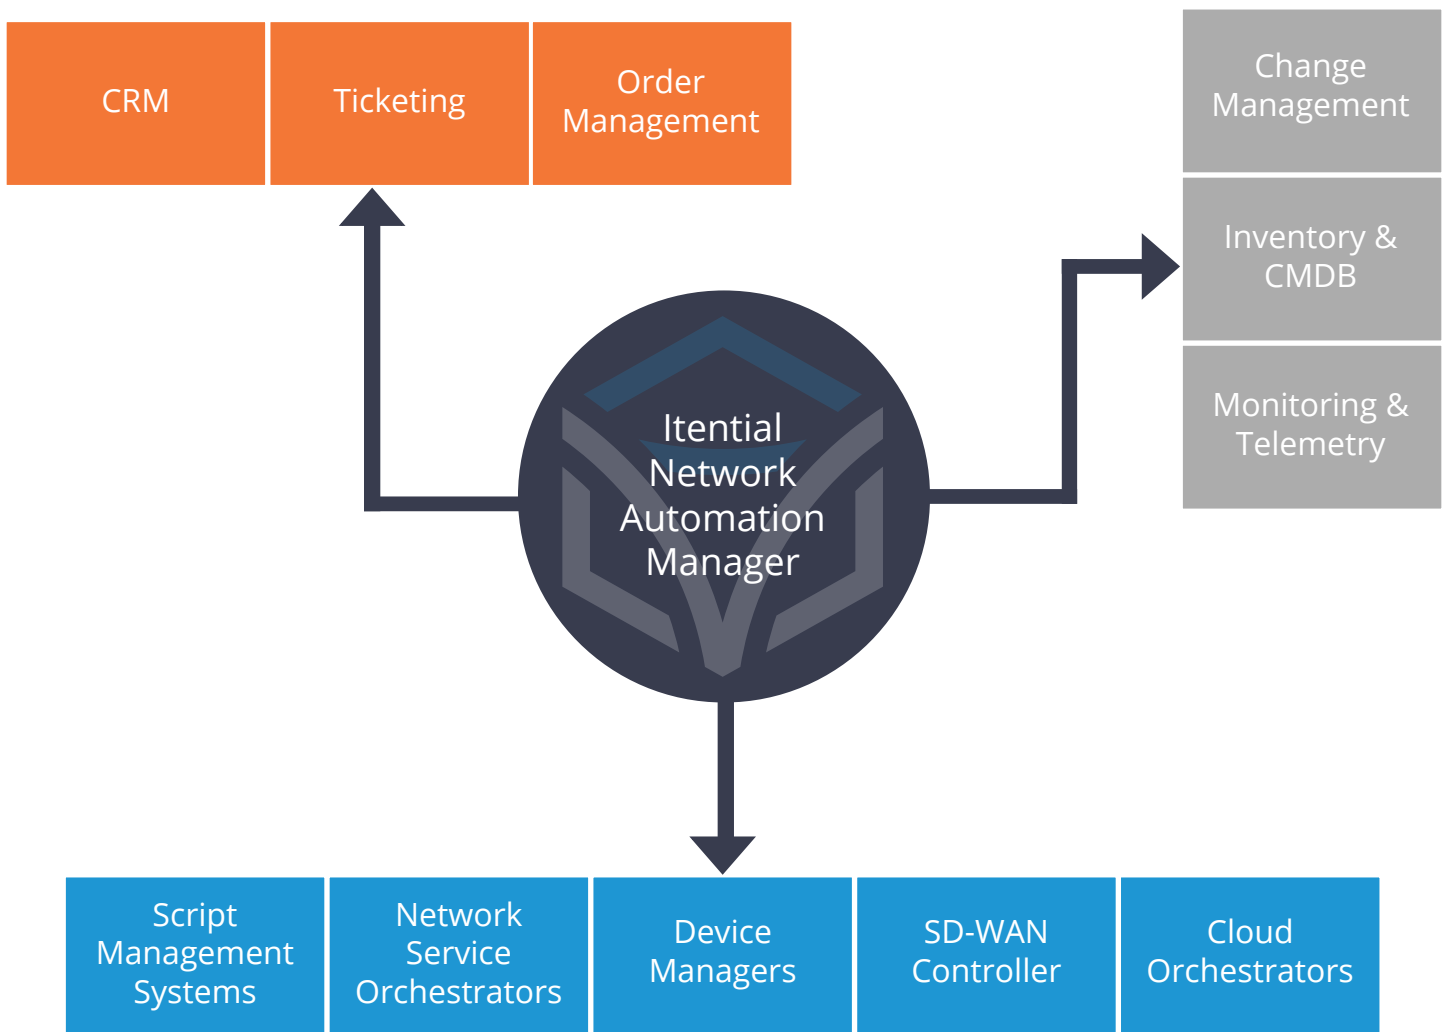 CRM
Ticketing
Order
Management
Change
Management
Inventory &
CMDB
Monitoring &
Telemetry
Itential
Network
Automation
Manager
Script
Management
Systems
Network
Service
Orchestrators
Device
Managers
SD-WAN
Controller
Cloud
Orchestrators